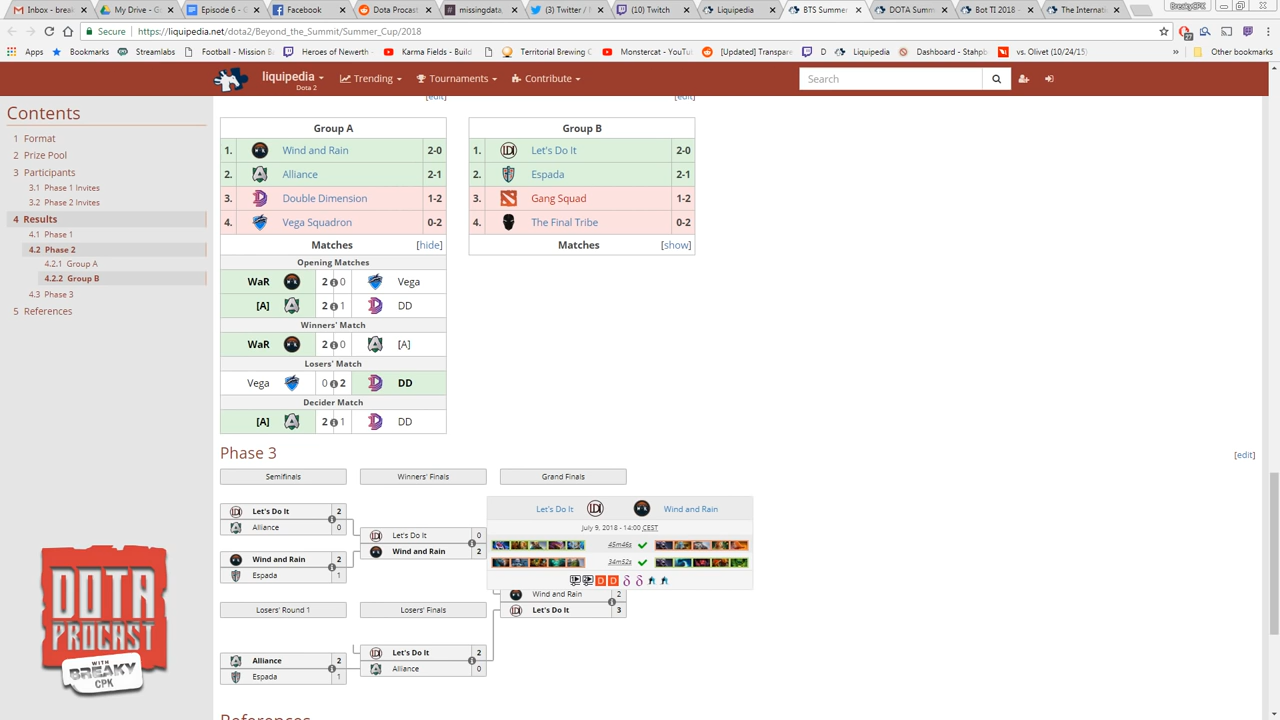 Inbox - break
My Drive - G
Episode 6 - G
Facebook
Dota Procast
missingdata
(3) Twitter /
(10) Twitch
Liquipedia
BTS Summer
DOTA Summ
Bot TI 2018 -
The Internati
BreakyCPK
Secure
https://liquipedia.net/dota2/Beyond_the_Summit/Summer_Cup/2018
Apps
Bookmarks
Streamlabs
Football - Mission B
Heroes of Newerth
Karma Fields - Build
Territorial Brewing C
Monstercat - YouTu
[Updated] Transpare
D
Liquipedia
Dashboard - Stahpb
vs. Olivet (10/24/15)
»
Other bookmarks
liquipedia
Dota 2
Trending
Tournaments
Contribute
Search
Contents
1 Format
2 Prize Pool
3 Participants
3.1 Phase 1 Invites
3.2 Phase 2 Invites
4 Results
4.1 Phase 1
4.2 Phase 2
4.2.1 Group A
4.2.2 Group B
4.3 Phase 3
5 References
[edit]
[edit]
Group A
1. Wind and Rain 2-0
2. Alliance 2-1
3. Double Dimension 1-2
4. Vega Squadron 0-2
Matches [hide]
Opening Matches
WaR 2 0 Vega
[A] 2 1 DD
Winners' Match
WaR 2 0 [A]
Losers' Match
Vega 0 2 DD
Decider Match
[A] 2 1 DD
Group B
1. Let's Do It 2-0
2. Espada 2-1
3. Gang Squad 1-2
4. The Final Tribe 0-2
Matches [show]
Phase 3
[edit]
Semifinals
Winners' Finals
Grand Finals
Let's Do It 2
Alliance 0
Wind and Rain 2
Espada 1
Let's Do It 0
Wind and Rain 2
Let's Do It LDI Wind and Rain
July 9, 2018 - 14:00 CEST
45m46s
34m52s
Wind and Rain 2
Let's Do It 3
Losers' Round 1
Losers' Finals
Alliance 2
Espada 1
Let's Do It 2
Alliance 0
References
DOTA
PROCAST
WITH
BREAKY
CPK